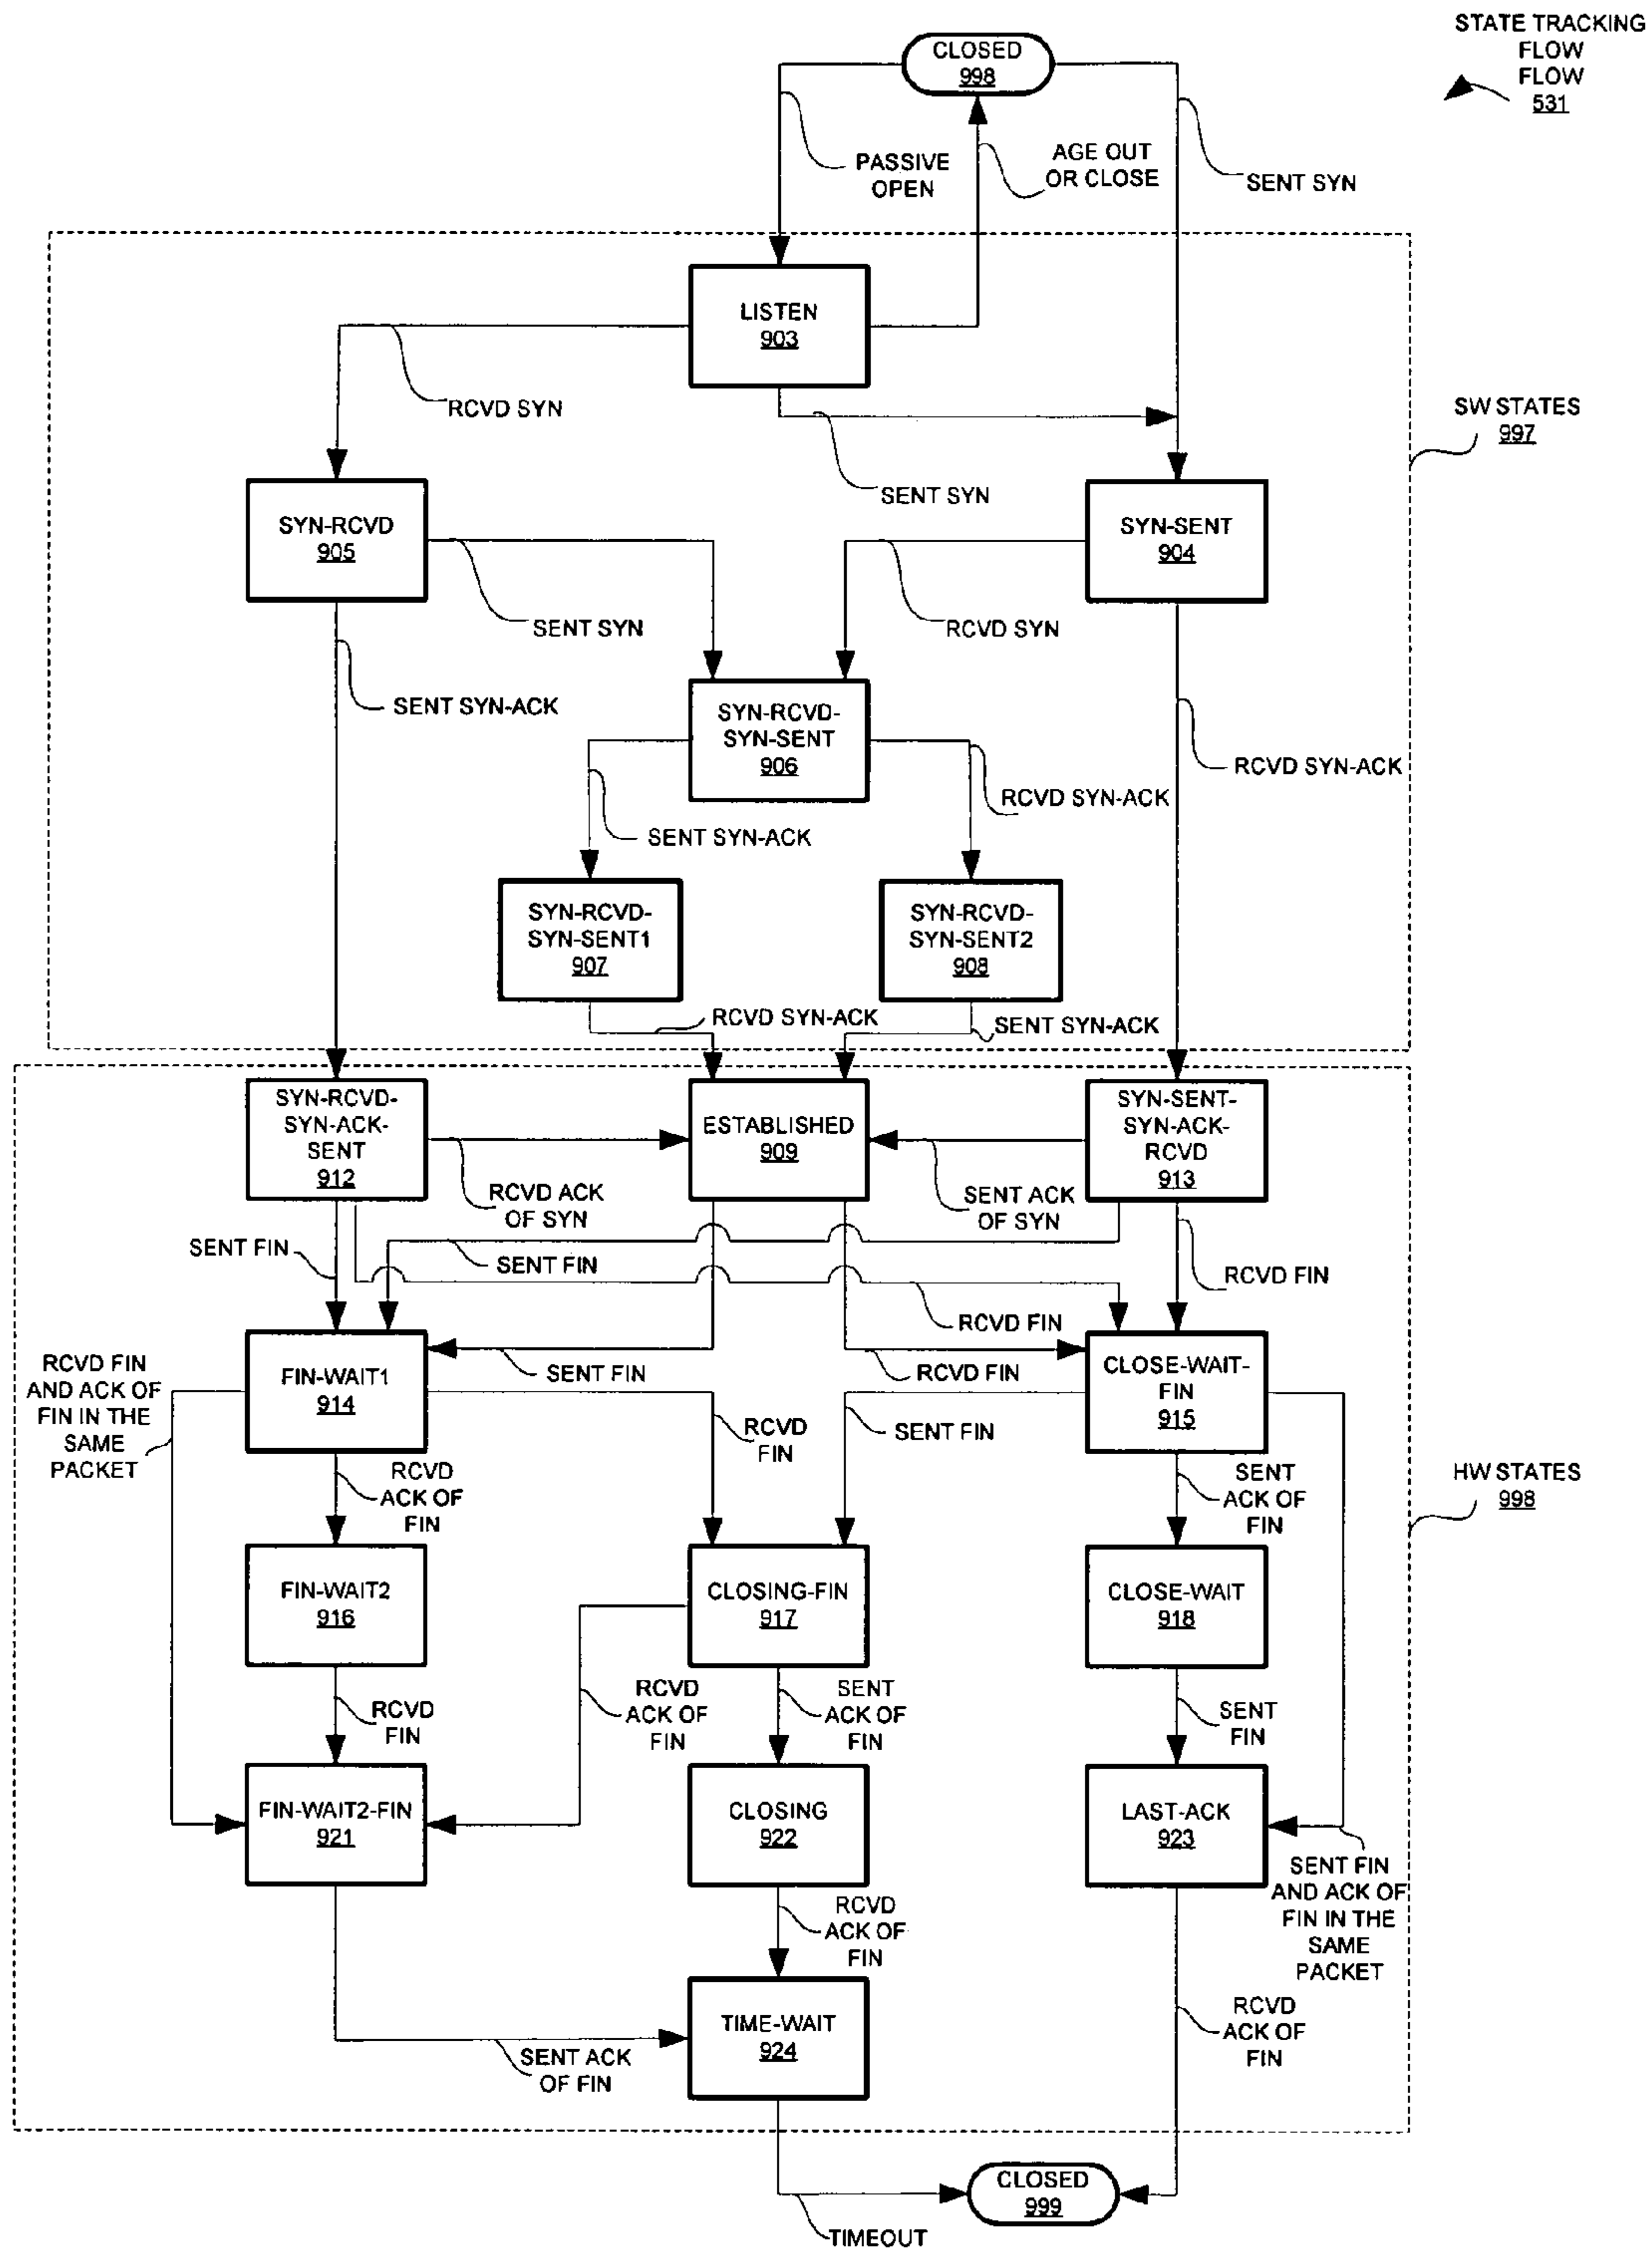 STATE TRACKING
FLOW
FLOW
531
CLOSED
998
PASSIVE
OPEN
AGE OUT
OR CLOSE
SENT SYN
LISTEN
903
RCVD SYN
SENT SYN
SW STATES
997
SYN-RCVD
905
SYN-SENT
904
SENT SYN
RCVD SYN
SENT SYN-ACK
SYN-RCVD-
SYN-SENT
906
RCVD SYN-ACK
RCVD SYN-ACK
SENT SYN-ACK
SYN-RCVD-
SYN-SENT1
907
SYN-RCVD-
SYN-SENT2
908
RCVD SYN-ACK
SENT SYN-ACK
SYN-RCVD-
SYN-ACK-
SENT
912
ESTABLISHED
909
SYN-SENT-
SYN-ACK-
RCVD
913
RCVD ACK
OF SYN
SENT ACK
OF SYN
SENT FIN
SENT FIN
RCVD FIN
RCVD FIN
RCVD FIN
AND ACK OF
FIN IN THE
SAME
PACKET
FIN-WAIT1
914
SENT FIN
RCVD FIN
CLOSE-WAIT-
FIN
915
RCVD
FIN
SENT FIN
RCVD
ACK OF
FIN
SENT
ACK OF
FIN
HW STATES
998
FIN-WAIT2
916
CLOSING-FIN
917
CLOSE-WAIT
918
RCVD
FIN
RCVD
ACK OF
FIN
SENT
ACK OF
FIN
SENT
FIN
FIN-WAIT2-FIN
921
CLOSING
922
LAST-ACK
923
SENT FIN
AND ACK OF
FIN IN THE
SAME
PACKET
RCVD
ACK OF
FIN
TIME-WAIT
924
RCVD
ACK OF
FIN
SENT ACK
OF FIN
CLOSED
999
TIMEOUT